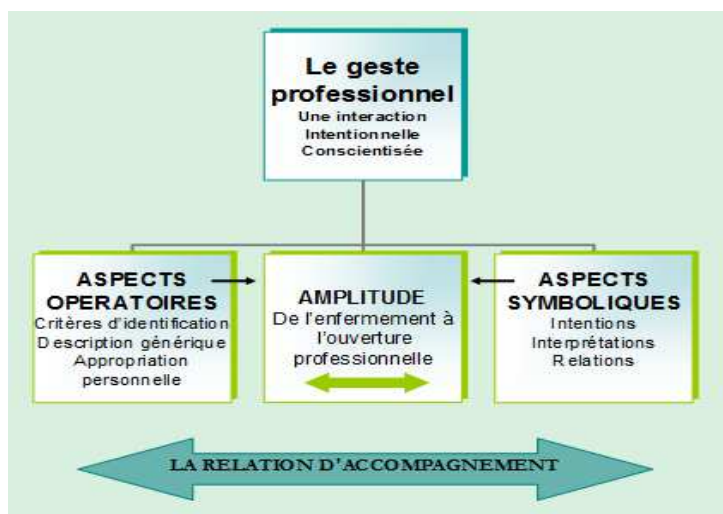 Le geste
professionnel
Une interaction
Intentionnelle
Conscientisée
ASPECTS
OPERATOIRES
Critères d'identification
Description générique
Appropriation
personnelle
AMPLITUDE
De l'enfermement à
l'ouverture
professionnelle
ASPECTS
SYMBOLIQUES
Intentions
Interprétations
Relations
LA RELATION D'ACCOMPAGNEMENT